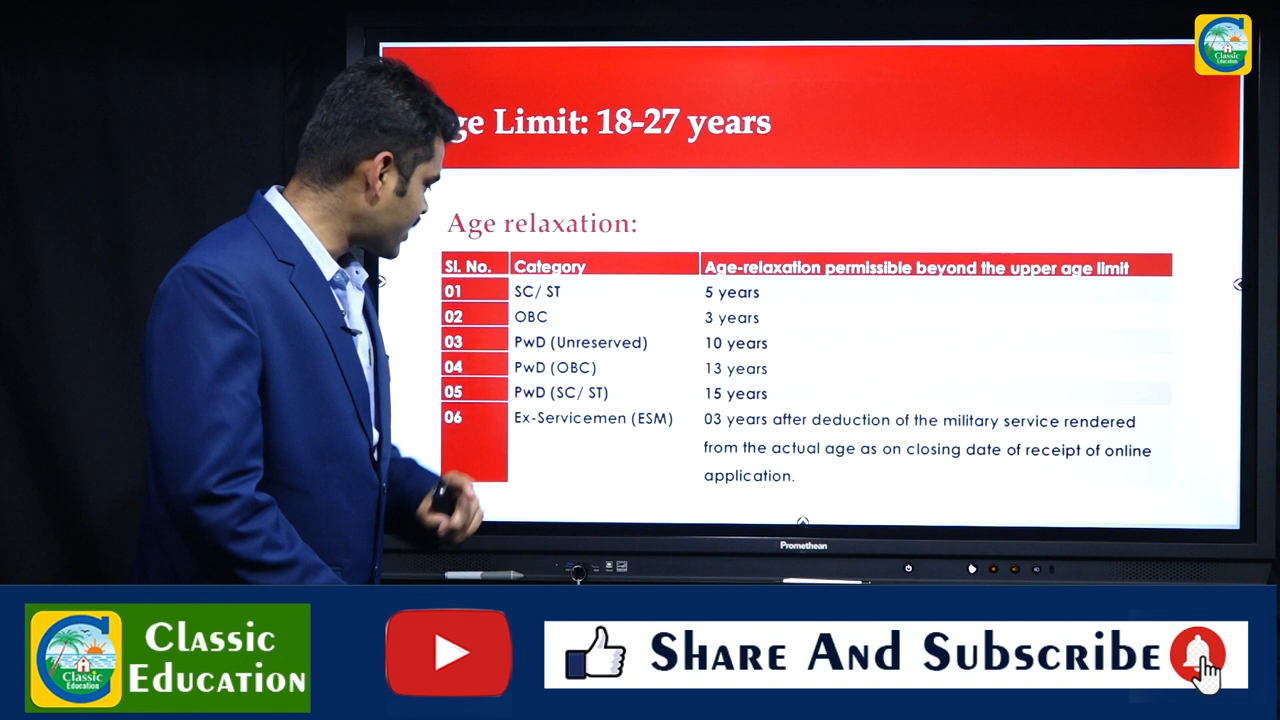 Classic
Education
ge Limit: 18-27 years
Age relaxation:
Sl. No. Category Age-relaxation permissible beyond the upper age limit
01 SC/ ST 5 years
02 OBC 3 years
03 PwD (Unreserved) 10 years
04 PwD (OBC) 13 years
05 PwD (SC/ ST) 15 years
06 Ex-Servicemen (ESM) 03 years after deduction of the military service rendered
from the actual age as on closing date of receipt of online
application.
Promethean
Classic
Education
Classic
Education
Share And Subscribe